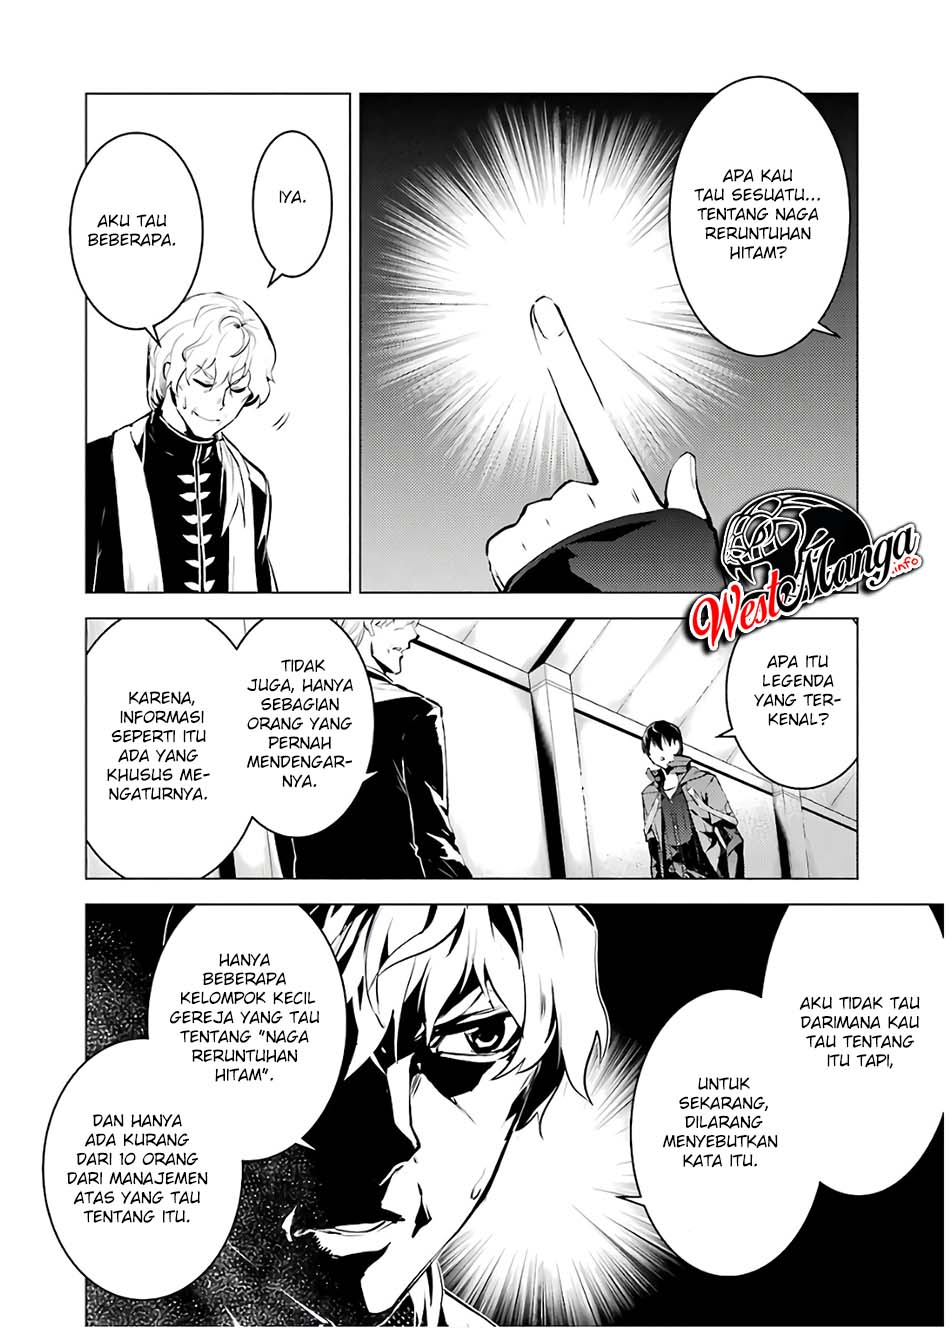 APA KAU
TAU SESUATU...
TENTANG NAGA
RERUNTUHAN
HITAM?
IYA.
AKU TAU
BEBERAPA.
WESTMANGA
.info
APA ITU
LEGENDA
YANG TER-
KENAL?
TIDAK
JUGA, HANYA
SEBAGIAN
ORANG YANG
PERNAH
MENDENGAR-
NYA.
KARENA,
INFORMASI
SEPERTI ITU
ADA YANG
KHUSUS ME-
NGATURNYA.
AKU TIDAK TAU
DARIMANA KAU
TAU TENTANG
ITU TAPI,
UNTUK
SEKARANG,
DILARANG
MENYEBUTKAN
KATA ITU.
HANYA
BEBERAPA
KELOMPOK KECIL
GEREJA YANG TAU
TENTANG "NAGA
RERUNTUHAN
HITAM".
DAN HANYA
ADA KURANG
DARI 10 ORANG
DARI MANAJEMEN
ATAS YANG TAU
TENTANG ITU.